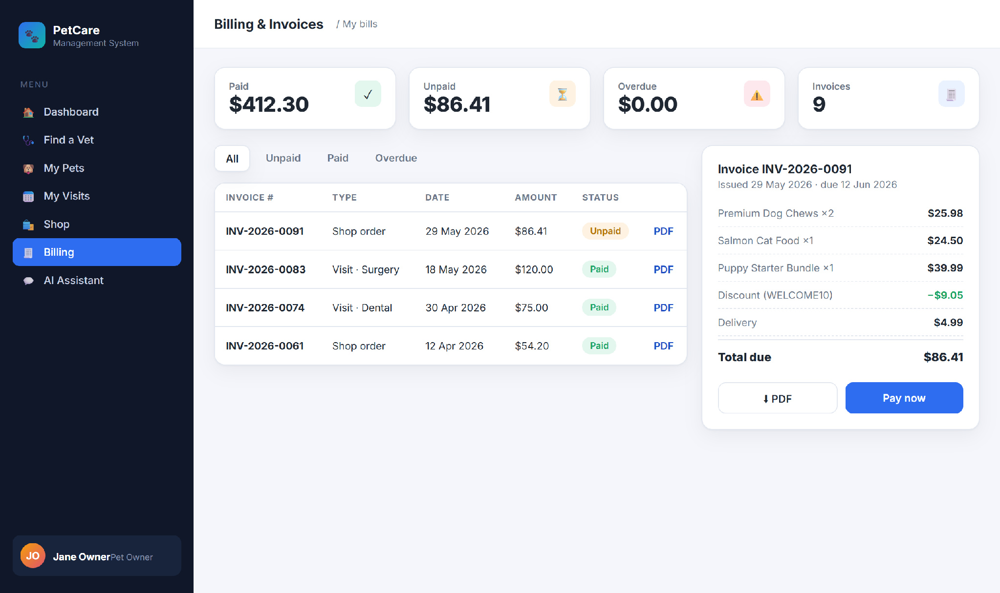 PetCare
Management System
MENU
Dashboard
Find a Vet
My Pets
My Visits
Shop
Billing
AI Assistant
JO
Jane OwnerPet Owner
Billing & Invoices / My bills
Paid
$412.30
Unpaid
$86.41
Overdue
$0.00
Invoices
9
All Unpaid Paid Overdue
INVOICE # TYPE DATE AMOUNT STATUS
INV-2026-0091 Shop order 29 May 2026 $86.41 Unpaid PDF
INV-2026-0083 Visit · Surgery 18 May 2026 $120.00 Paid PDF
INV-2026-0074 Visit · Dental 30 Apr 2026 $75.00 Paid PDF
INV-2026-0061 Shop order 12 Apr 2026 $54.20 Paid PDF
Invoice INV-2026-0091
Issued 29 May 2026 · due 12 Jun 2026
Premium Dog Chews ×2 $25.98
Salmon Cat Food ×1 $24.50
Puppy Starter Bundle ×1 $39.99
Discount (WELCOME10) −$9.05
Delivery $4.99
Total due $86.41
⬇ PDF
Pay now